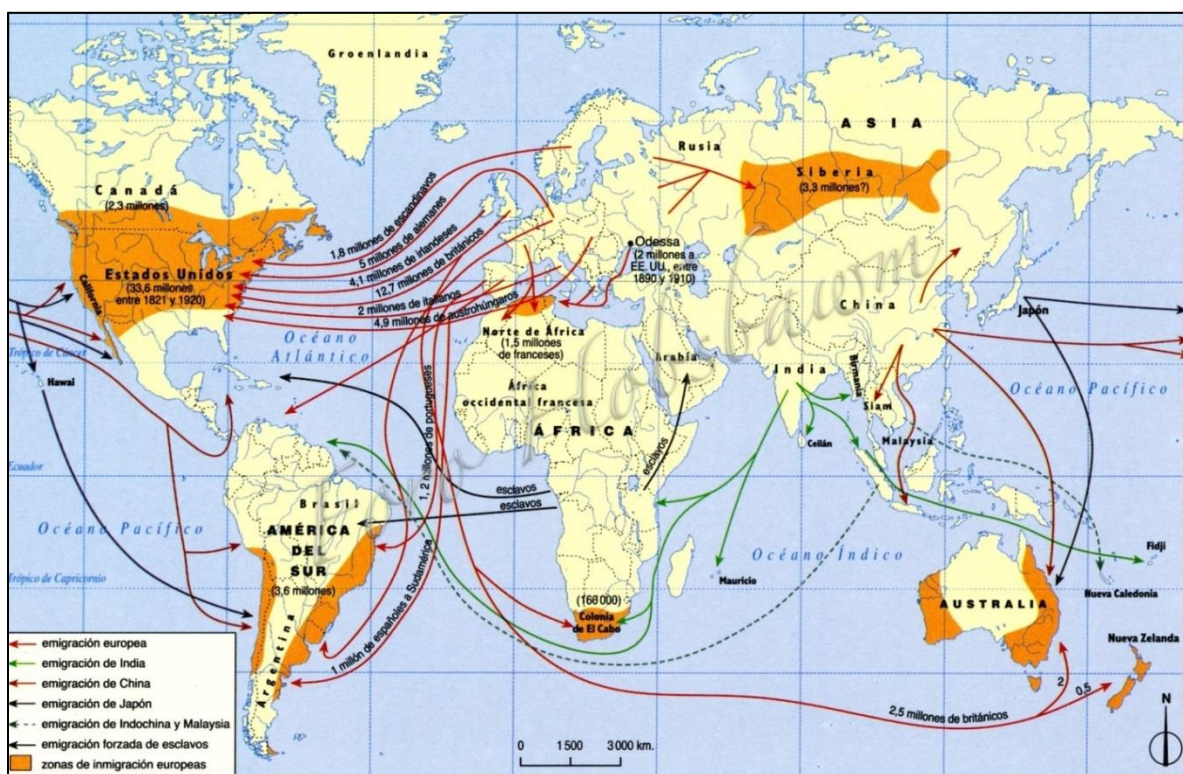 Groenlandia
ASIA
Rusia
Siberia
(3,3 millones?)
Canadá
(2,3 millones)
1,8 millones de escandinavos
5 millones de alemanes
4,1 millones de irlandeses
12,7 millones de británicos
2 millones de italianos
4,9 millones de austrohúngaros
Odessa
(2 millones a
EE. UU., entre
1890 y 1910)
Estados Unidos
(33,6 millones
entre 1821 y 1920)
California
China
Japón
Océano
Atlántico
Norte de África
(1,5 millones
de franceses)
Arabia
India
Birmania
Trópico de Cáncer
Hawai
África
occidental francesa
ÁFRICA
Siam
Océano Pacífico
Ceilán
Malaysia
1,2 millones de portugueses
esclavos
Ecuador
esclavos
esclavos
Brasil
Océano Pacífico
AMÉRICA
DEL
SUR
(3,6 millones)
Océano Índico
Mauricio
Fidji
Nueva Caledonia
Trópico de Capricornio
(160 000)
Colonia
de El Cabo
AUSTRALIA
1 millón de españoles a Sudamérica
Argentina
Nueva Zelanda
2
0,5
2,5 millones de británicos
N
emigración europea
emigración de India
emigración de China
emigración de Japón
emigración de Indochina y Malaysia
emigración forzada de esclavos
zonas de inmigración europeas
0 1 500 3 000 km.